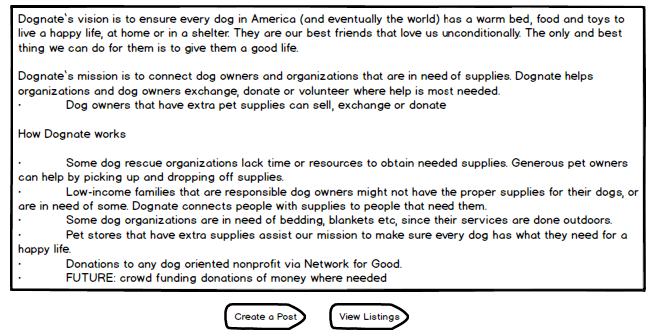 Dognate's vision is to ensure every dog in America (and eventually the world) has a warm bed, food and toys to
live a happy life, at home or in a shelter. They are our best friends that love us unconditionally. The only and best
thing we can do for them is to give them a good life.
Dognate's mission is to connect dog owners and organizations that are in need of supplies. Dognate helps
organizations and dog owners exchange, donate or volunteer where help is most needed.
· Dog owners that have extra pet supplies can sell, exchange or donate
How Dognate works
· Some dog rescue organizations lack time or resources to obtain needed supplies. Generous pet owners
can help by picking up and dropping off supplies.
· Low-income families that are responsible dog owners might not have the proper supplies for their dogs, or
are in need of some. Dognate connects people with supplies to people that need them.
· Some dog organizations are in need of bedding, blankets etc, since their services are done outdoors.
· Pet stores that have extra supplies assist our mission to make sure every dog has what they need for a
happy life.
· Donations to any dog oriented nonprofit via Network for Good.
· FUTURE: crowd funding donations of money where needed
Create a Post View Listings